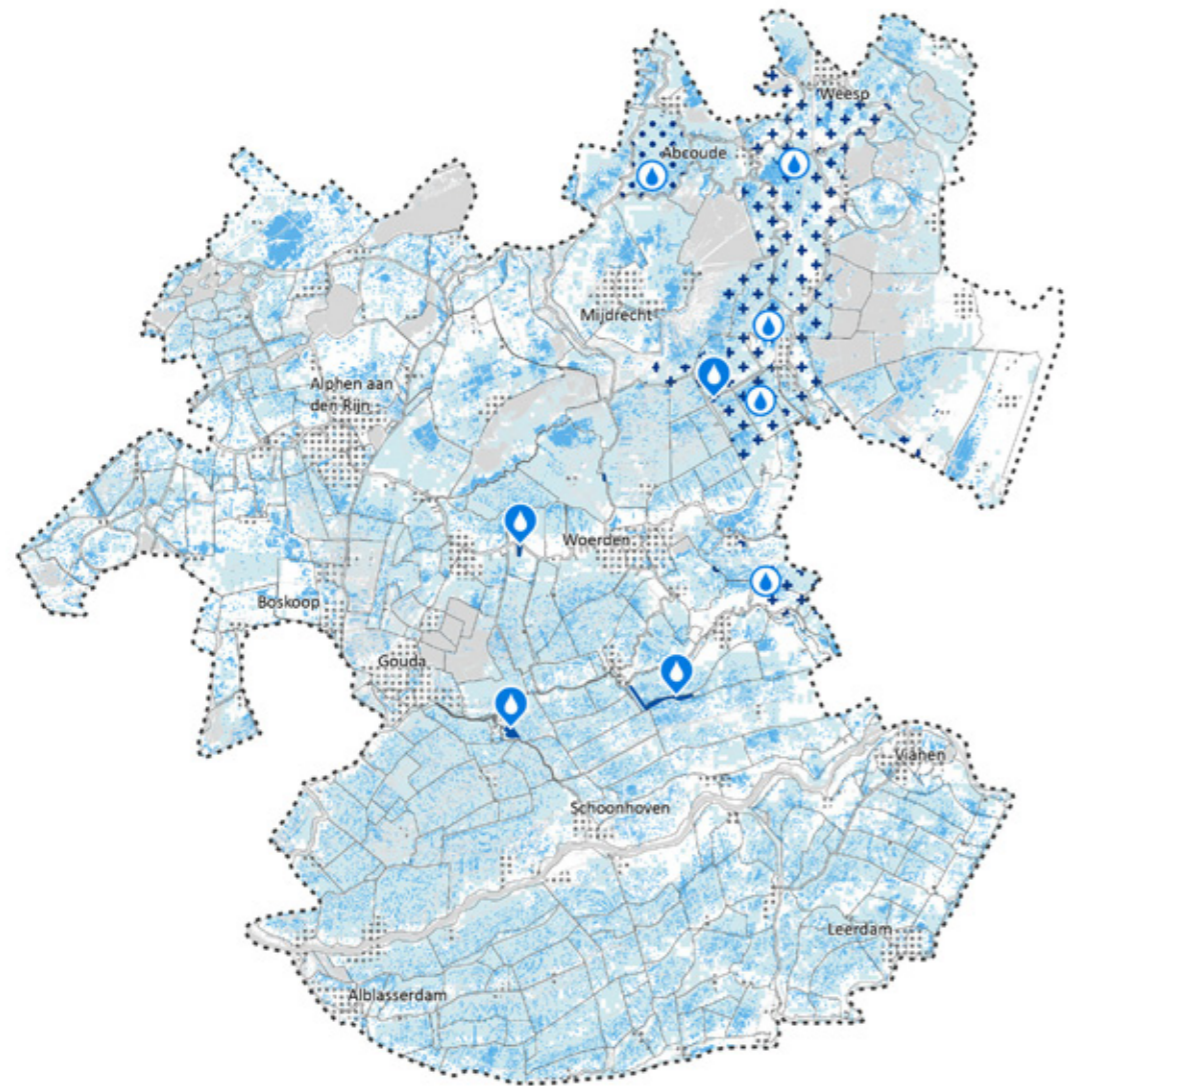 Weesp
Abcoude
Mijdrecht
Alphen aan
den Rijn
Woerden
Boskoop
Gouda
Vianen
Schoonhoven
Leerdam
Alblasserdam